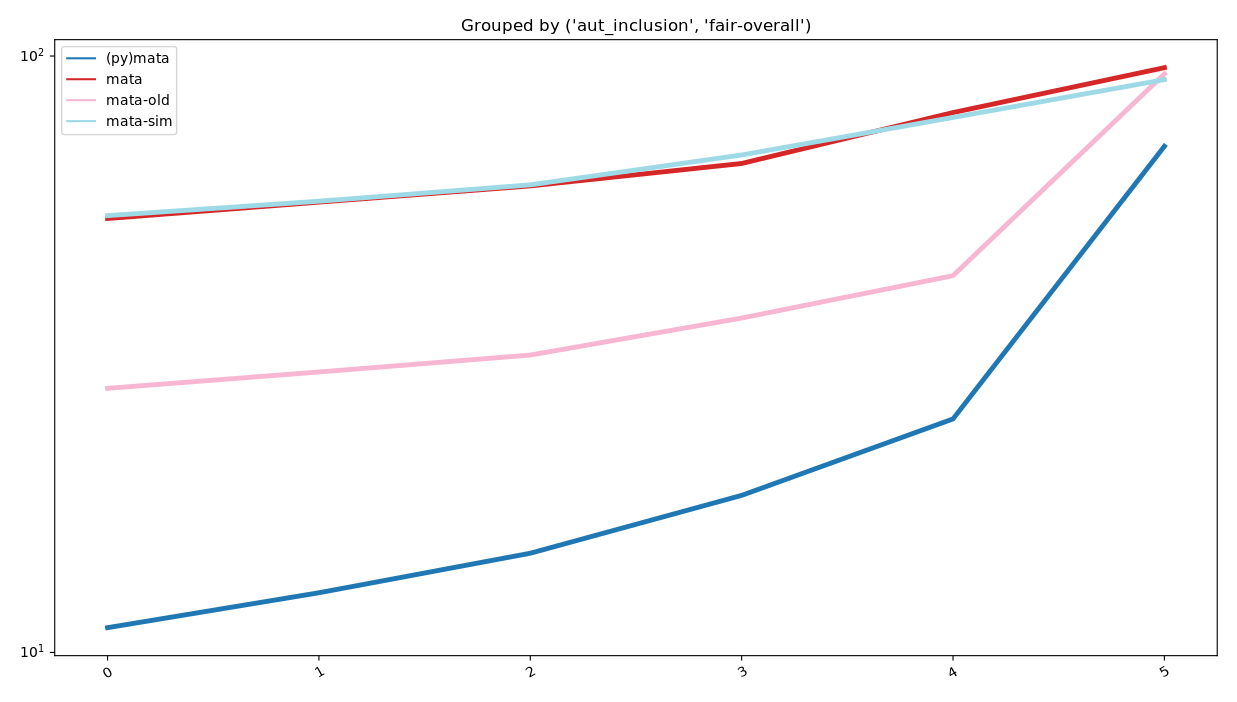 Grouped by ('aut_inclusion', 'fair-overall')
10²
(py)mata
mata
mata-old
mata-sim
10¹
0
1
2
3
4
5